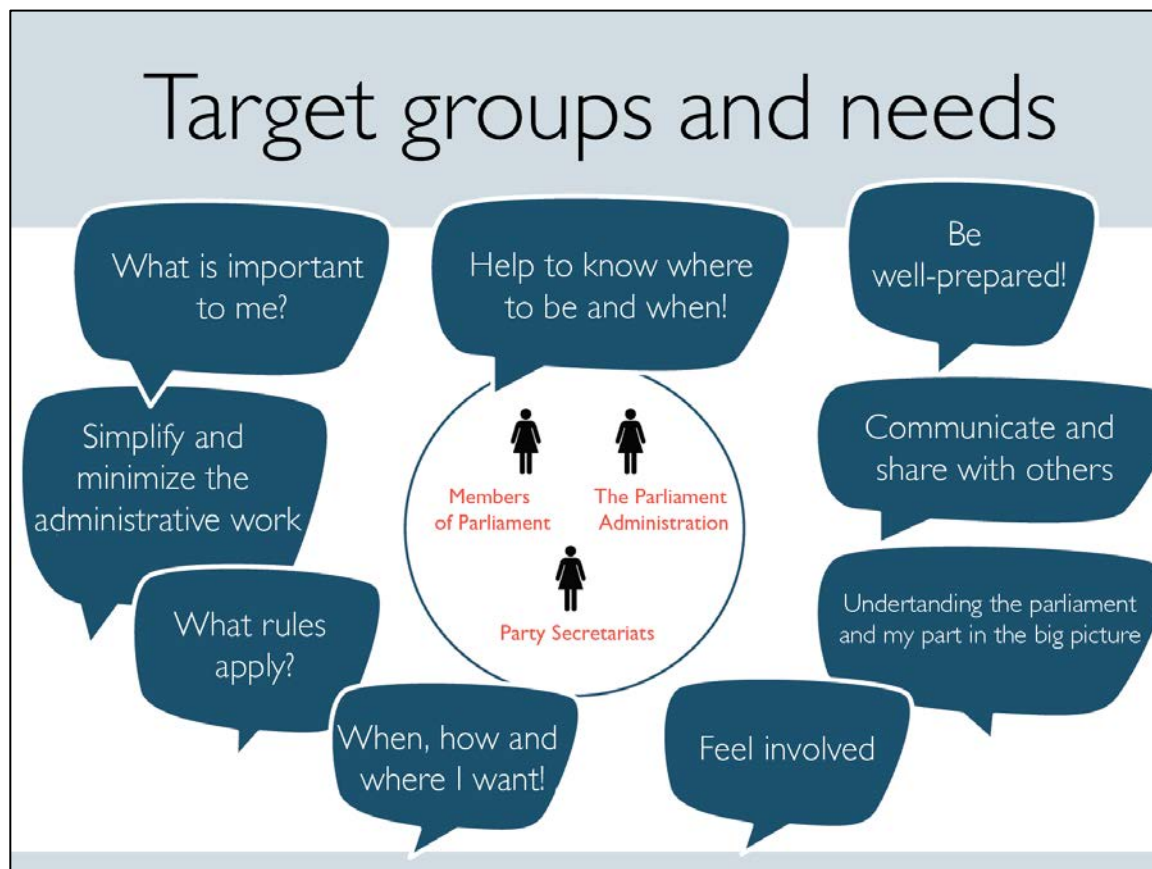 Target groups and needs
What is important
to me?
Help to know where
to be and when!
Be
well-prepared!
Simplify and
minimize the
administrative work
Members
of Parliament
The Parliament
Administration
Party Secretariats
Communicate and
share with others
What rules
apply?
Undertanding the parliament
and my part in the big picture
When, how and
where I want!
Feel involved